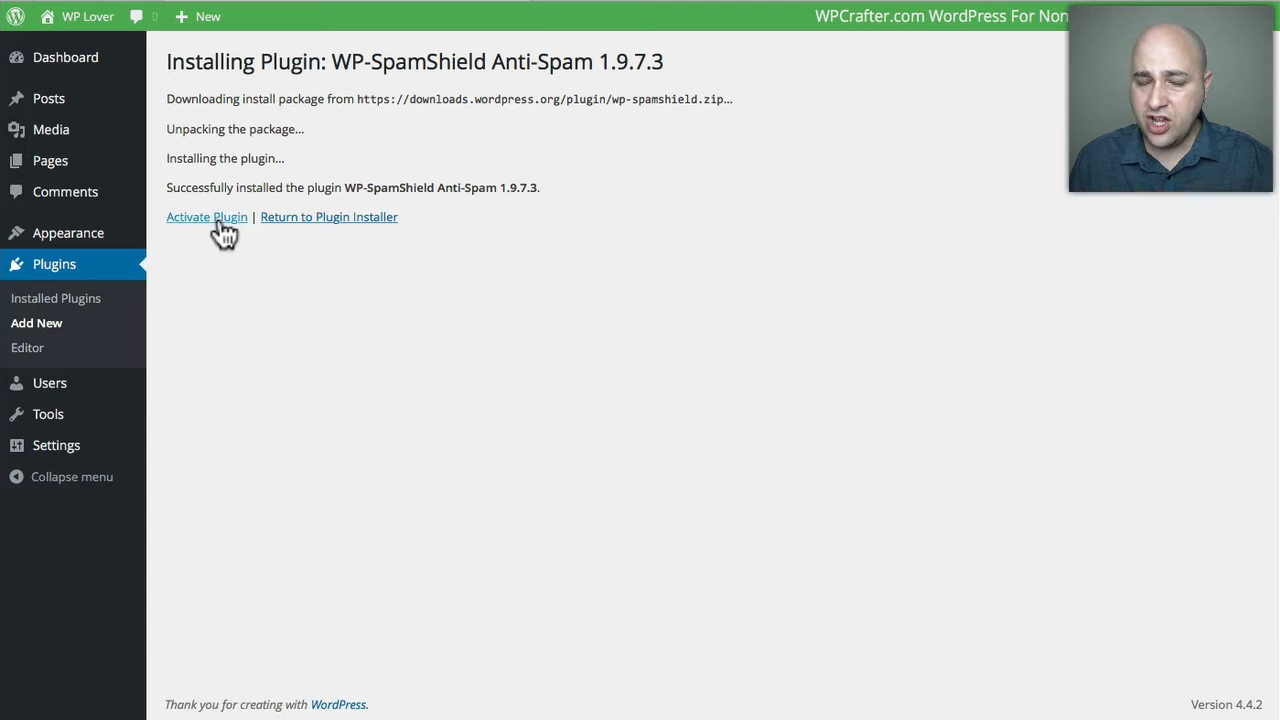 WP Lover 0 New
WPCrafter.com WordPress For Non
Dashboard
Posts
Media
Pages
Comments
Appearance
Plugins
Installed Plugins
Add New
Editor
Users
Tools
Settings
Collapse menu
Installing Plugin: WP-SpamShield Anti-Spam 1.9.7.3
Downloading install package from https://downloads.wordpress.org/plugin/wp-spamshield.zip…
Unpacking the package…
Installing the plugin…
Successfully installed the plugin WP-SpamShield Anti-Spam 1.9.7.3.
Activate Plugin | Return to Plugin Installer
Thank you for creating with WordPress.
Version 4.4.2